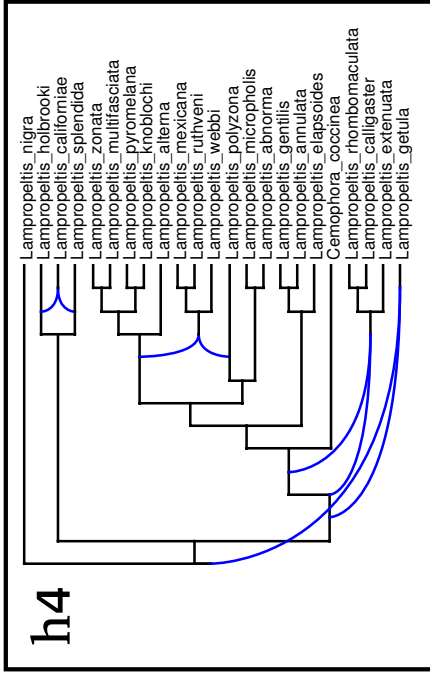 h4
Lampropeltis_nigra
Lampropeltis_holbrooki
Lampropeltis_californiae
Lampropeltis_splendida
Lampropeltis_zonata
Lampropeltis_multifasciata
Lampropeltis_pyromelana
Lampropeltis_knoblochi
Lampropeltis_alterna
Lampropeltis_mexicana
Lampropeltis_ruthveni
Lampropeltis_webbi
Lampropeltis_polyzona
Lampropeltis_micropholis
Lampropeltis_abnorma
Lampropeltis_gentilis
Lampropeltis_annulata
Lampropeltis_elapsoides
Cemophora_coccinea
Lampropeltis_rhombomaculata
Lampropeltis_calligaster
Lampropeltis_extenuata
Lampropeltis_getula